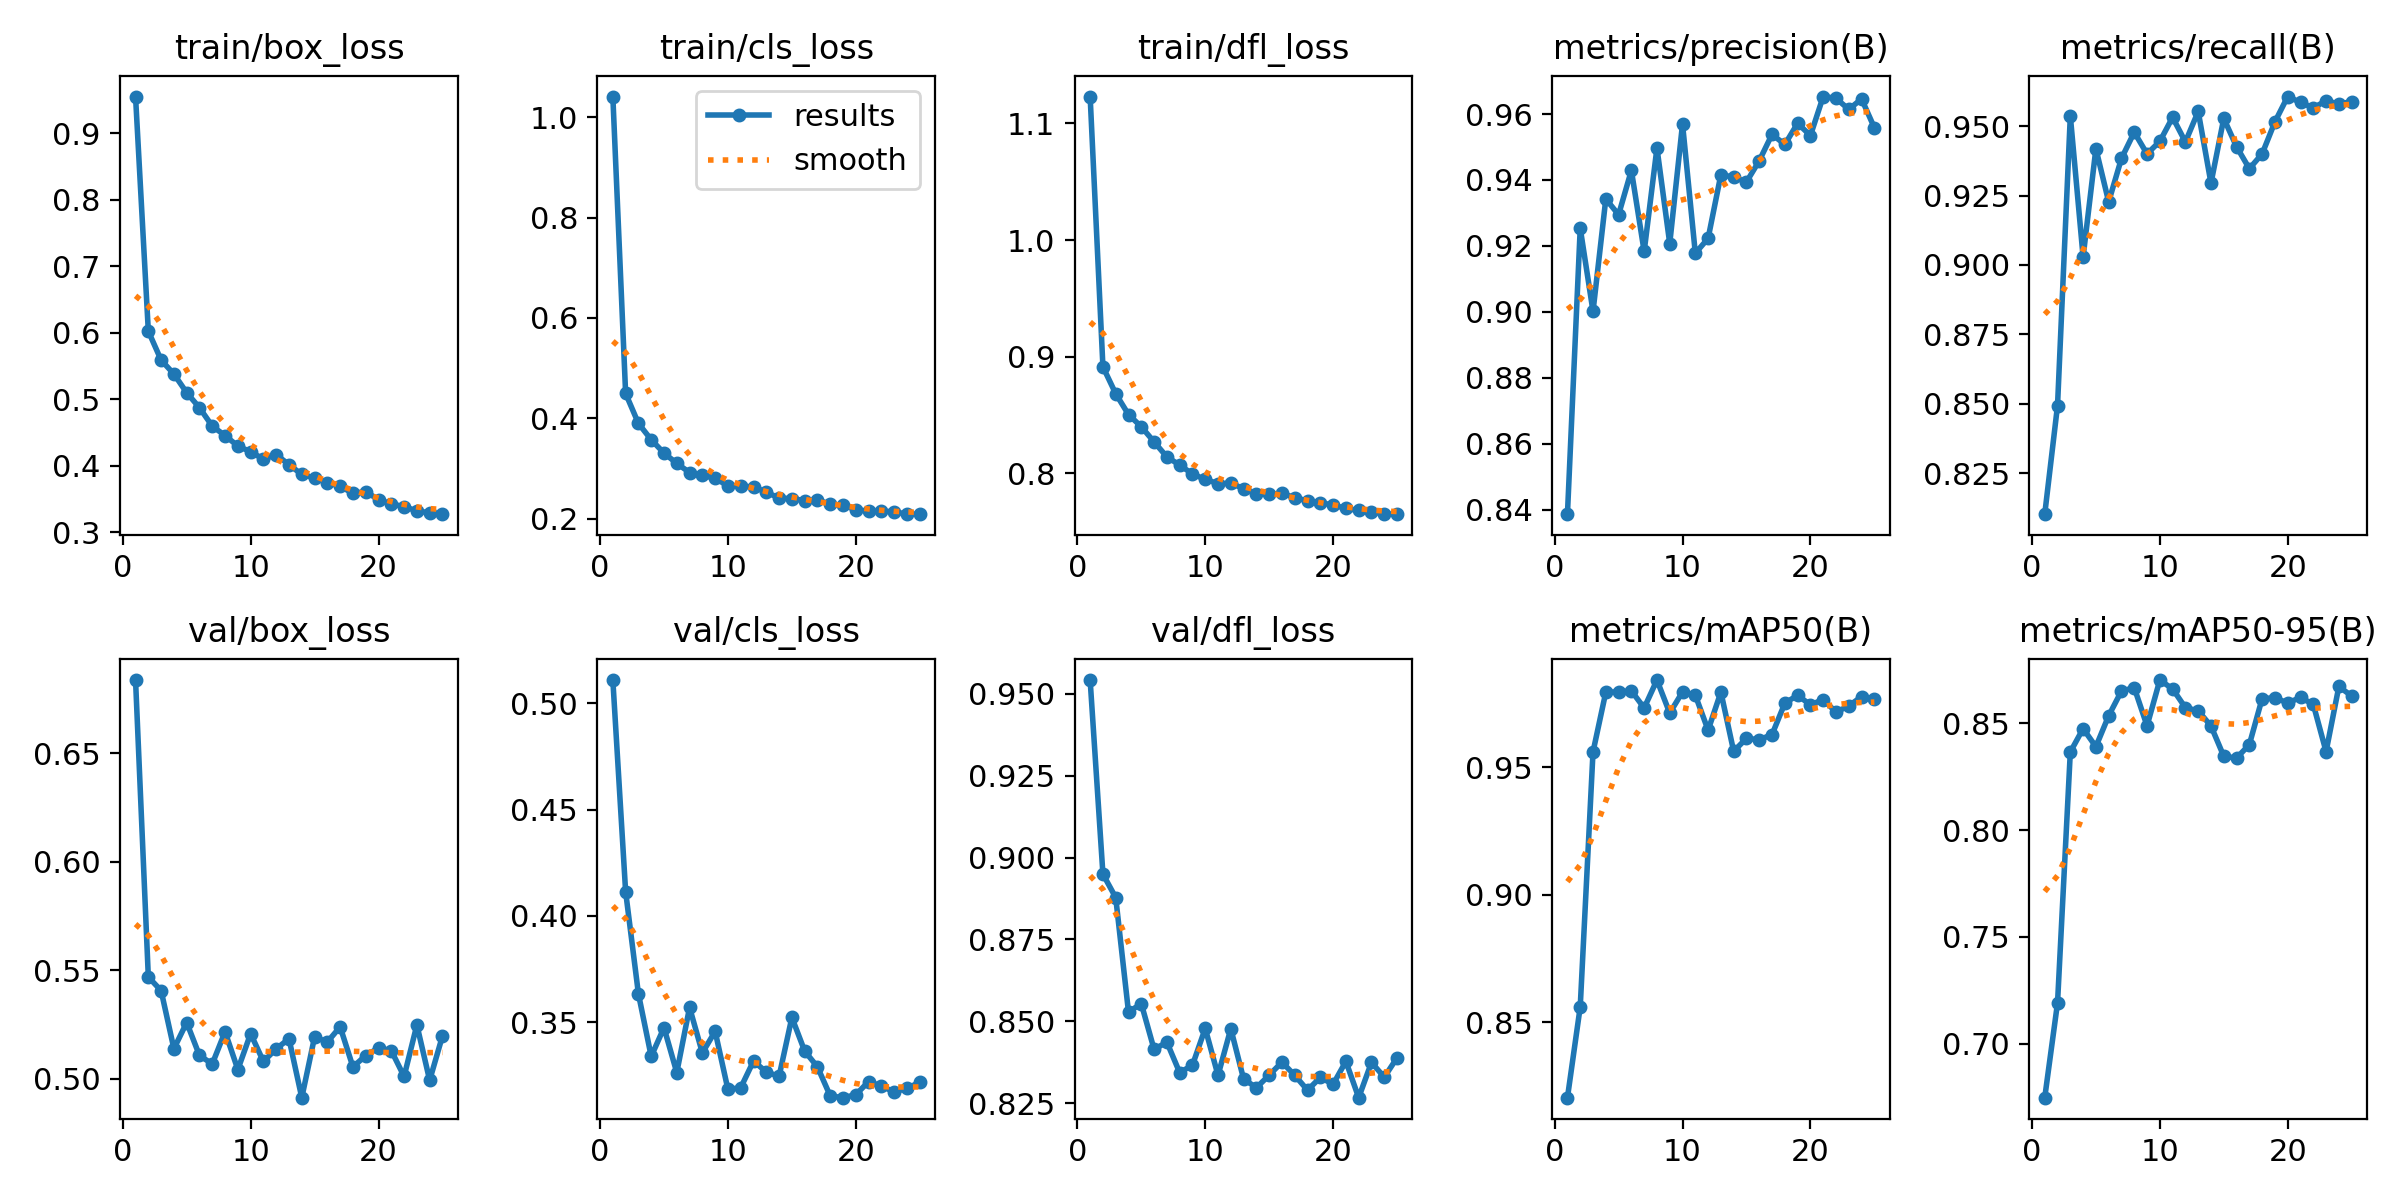 train/box_loss
0.9
0.8
0.7
0.6
0.5
0.4
0.3
0 10 20
train/cls_loss
results
smooth
1.0
0.8
0.6
0.4
0.2
0 10 20
train/dfl_loss
1.1
1.0
0.9
0.8
0 10 20
metrics/precision(B)
0.96
0.94
0.92
0.90
0.88
0.86
0.84
0 10 20
metrics/recall(B)
0.950
0.925
0.900
0.875
0.850
0.825
0 10 20
val/box_loss
0.65
0.60
0.55
0.50
0 10 20
val/cls_loss
0.50
0.45
0.40
0.35
0 10 20
val/dfl_loss
0.950
0.925
0.900
0.875
0.850
0.825
0 10 20
metrics/mAP50(B)
0.95
0.90
0.85
0 10 20
metrics/mAP50-95(B)
0.85
0.80
0.75
0.70
0 10 20